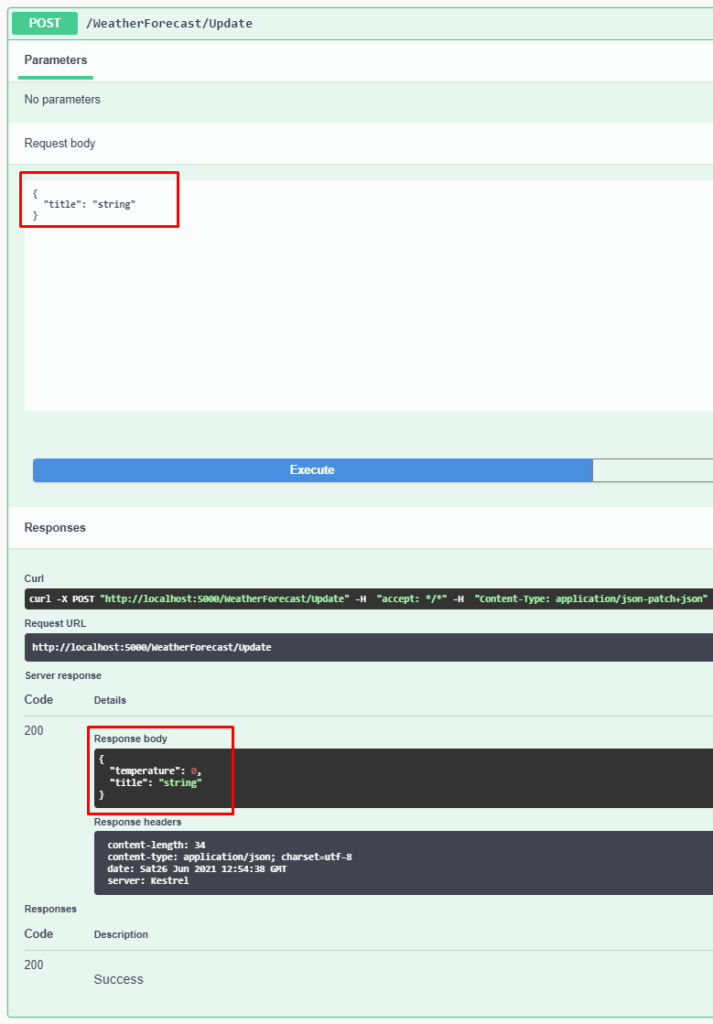 POST /WeatherForecast/Update
Parameters
No parameters
Request body
{
"title": "string"
}
Execute
Responses
Curl
curl -X POST "http://localhost:5000/WeatherForecast/Update" -H "accept: */*" -H "Content-Type: application/json-patch+json"
Request URL
http://localhost:5000/WeatherForecast/Update
Server response
Code Details
200
Response body
{
"temperature": 0,
"title": "string"
}
Response headers
content-length: 34
content-type: application/json; charset=utf-8
date: Sat26 Jun 2021 12:54:38 GMT
server: Kestrel
Responses
Code Description
200
Success